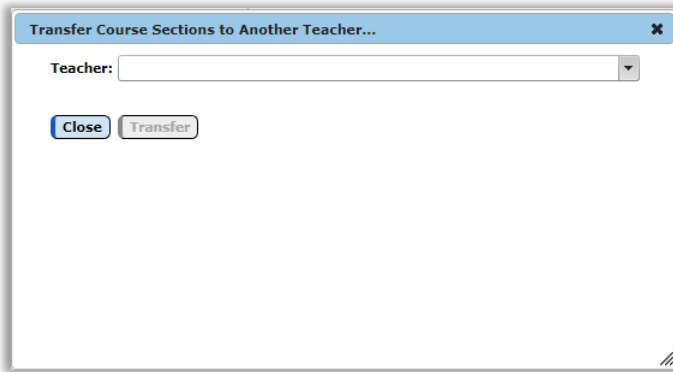 Transfer Course Sections to Another Teacher...
Teacher:
Close Transfer